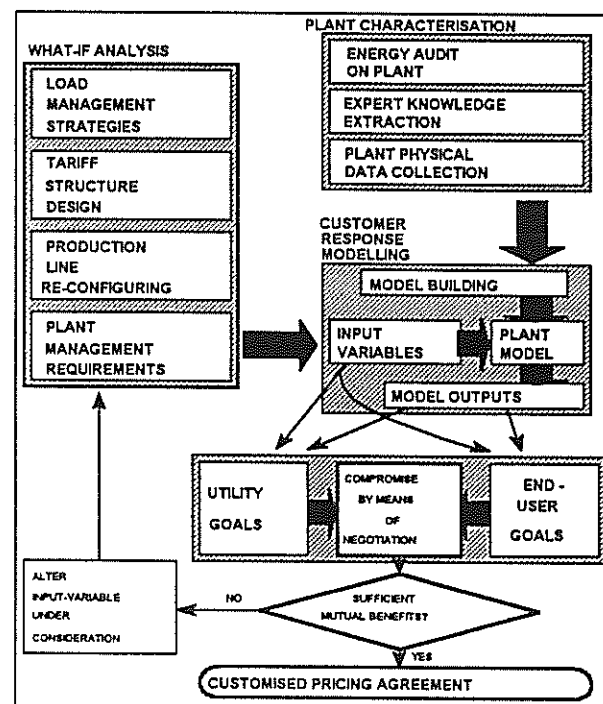 PLANT CHARACTERISATION
ENERGY AUDIT
ON PLANT
EXPERT KNOWLEDGE
EXTRACTION
PLANT PHYSICAL
DATA COLLECTION
WHAT-IF ANALYSIS
LOAD
MANAGEMENT
STRATEGIES
TARIFF
STRUCTURE
DESIGN
PRODUCTION
LINE
RE-CONFIGURING
PLANT
MANAGEMENT
REQUIREMENTS
CUSTOMER
RESPONSE
MODELLING
MODEL BUILDING
INPUT
VARIABLES
PLANT
MODEL
MODEL OUTPUTS
UTILITY
GOALS
COMPROMISE
BY MEANS
OF
NEGOTIATION
END -
USER
GOALS
SUFFICIENT
MUTUAL BENEFITS?
NO
ALTER
INPUT-VARIABLE
UNDER
CONSIDERATION
YES
CUSTOMISED PRICING AGREEMENT